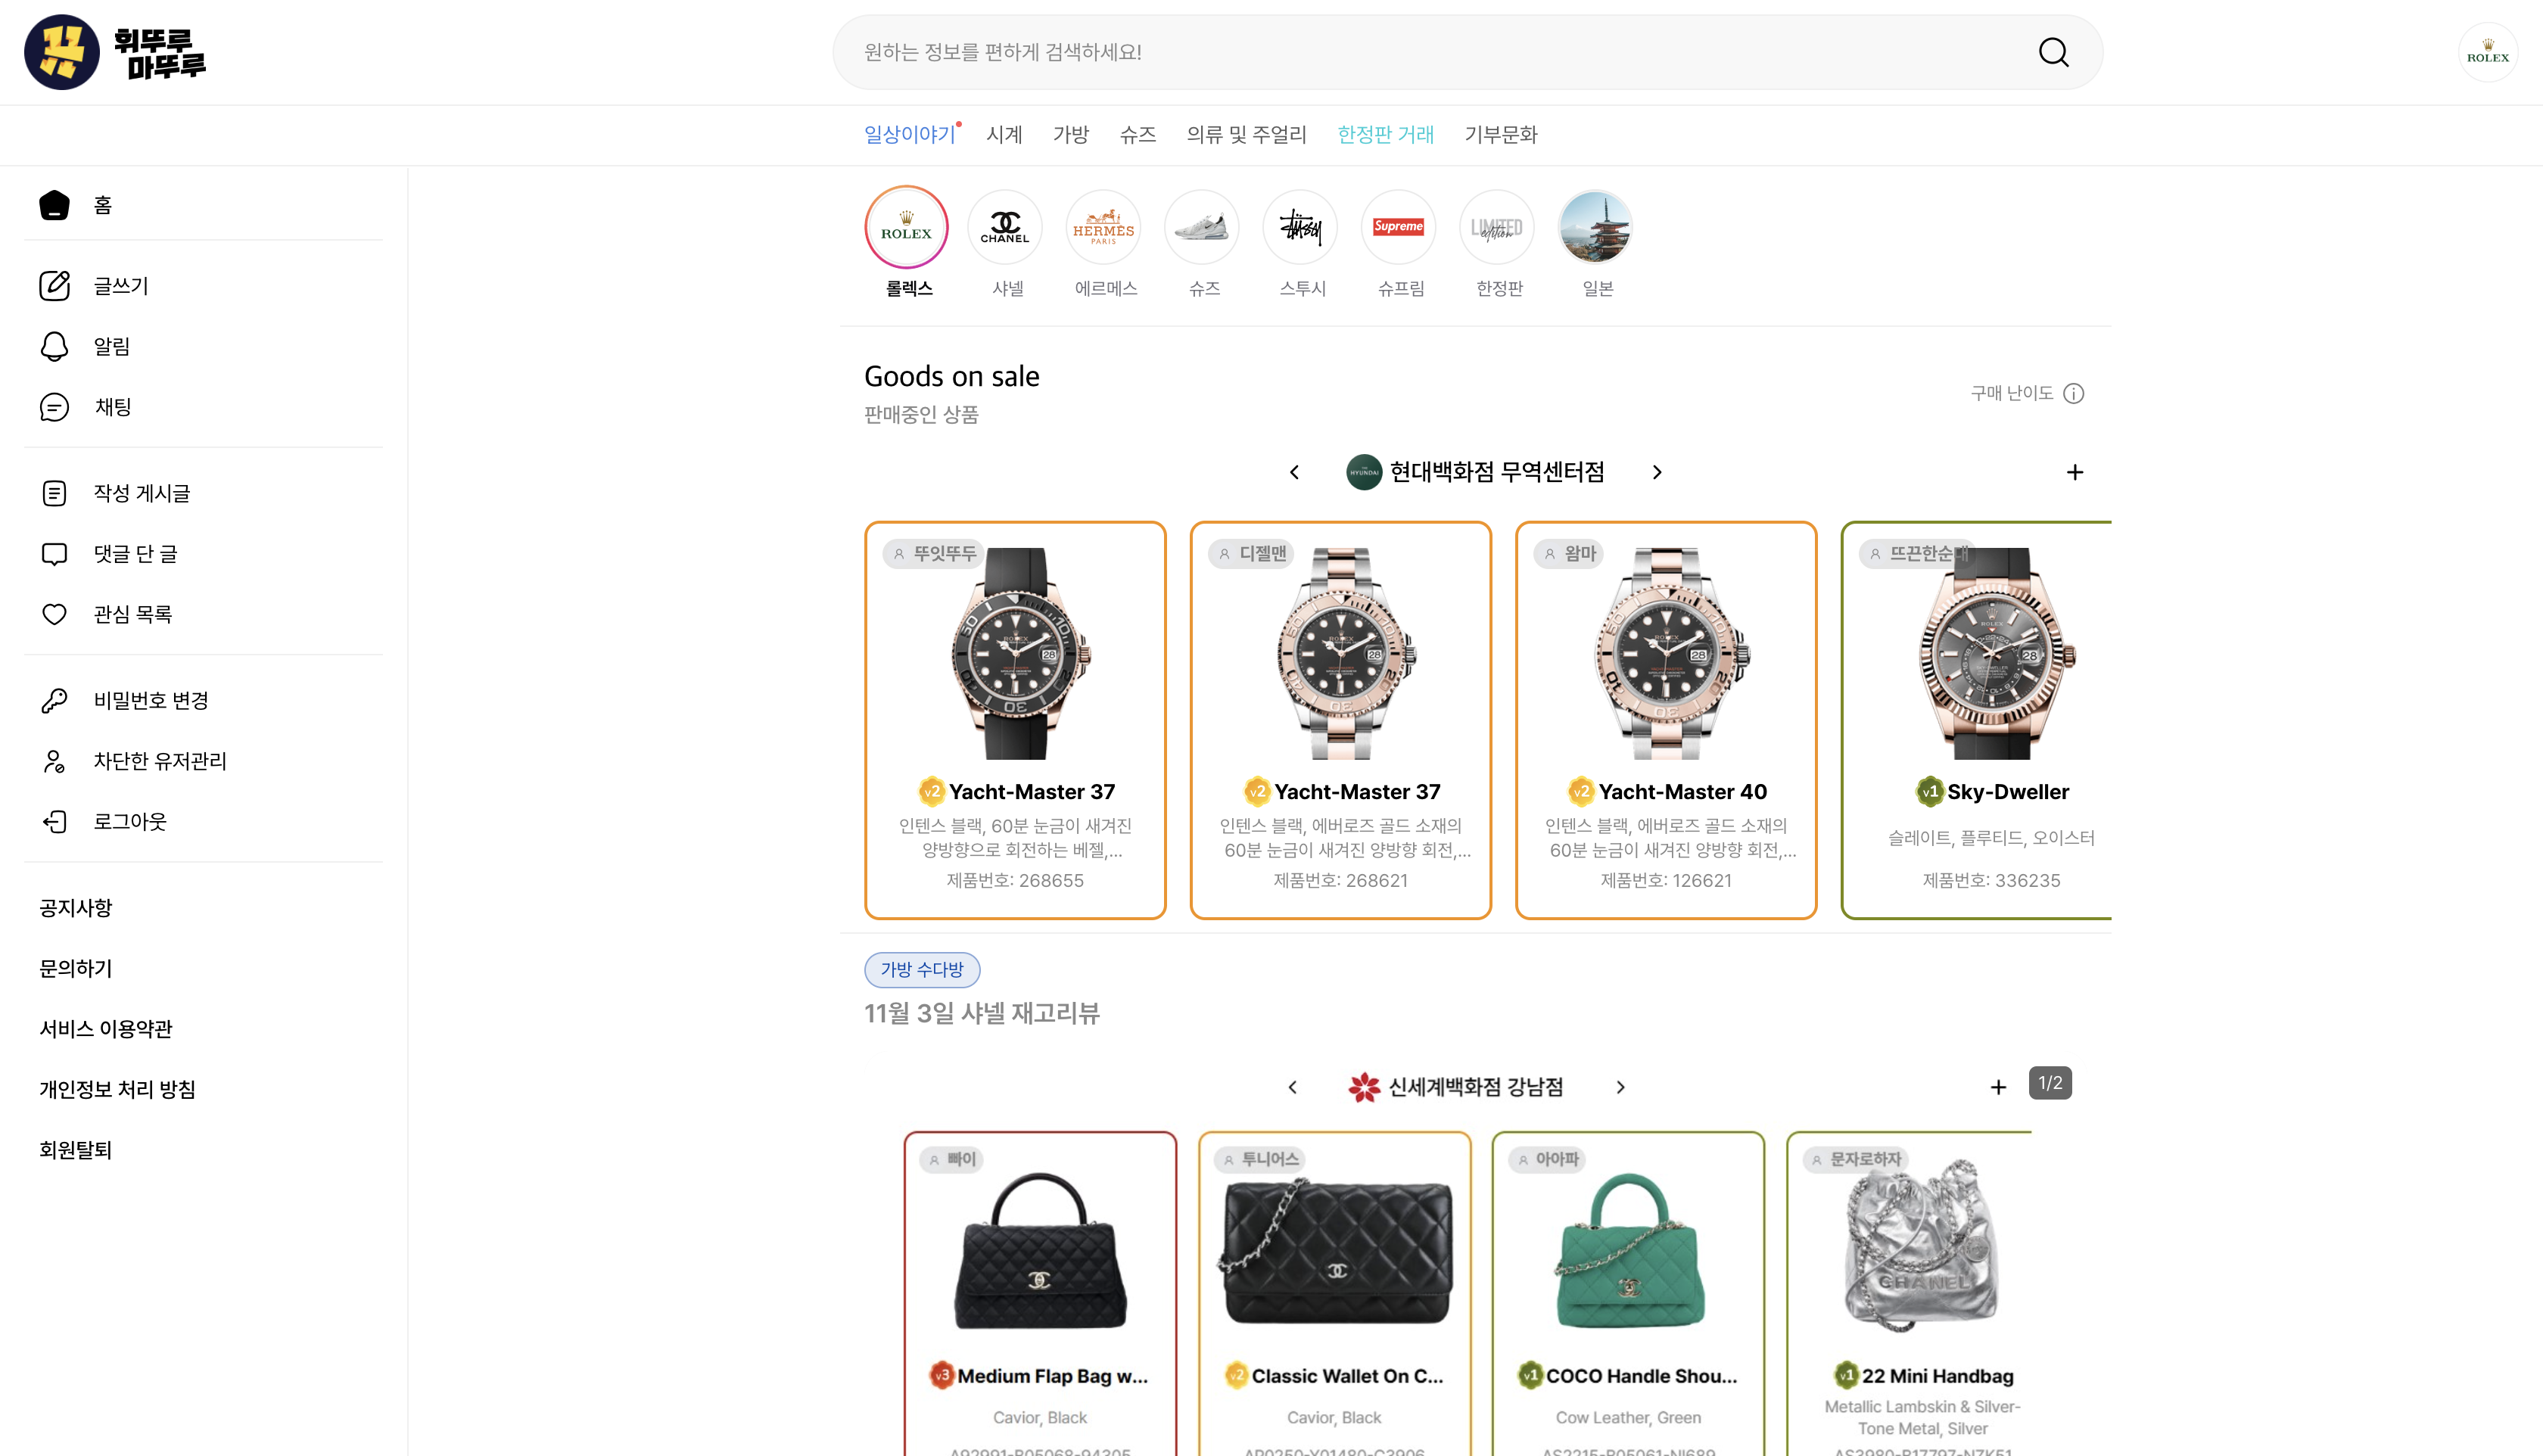 뀨
휘뚜루
마뚜루
원하는 정보를 편하게 검색하세요!
ROLEX
일상이야기 시계 가방 슈즈 의류 및 주얼리 한정판 거래 기부문화
홈
글쓰기
알림
채팅
작성 게시글
댓글 단 글
관심 목록
비밀번호 변경
차단한 유저관리
로그아웃
공지사항
문의하기
서비스 이용약관
개인정보 처리 방침
회원탈퇴
ROLEX
CHANEL
HERMÈS
PARIS
stüssy
Supreme
LIMITED
edition
롤렉스 샤넬 에르메스 슈즈 스투시 슈프림 한정판 일본
Goods on sale
판매중인 상품
구매 난이도
HYUNDAI
현대백화점 무역센터점
뚜잇뚜두
v2 Yacht-Master 37
인텐스 블랙, 60분 눈금이 새겨진
양방향으로 회전하는 베젤,...
제품번호: 268655
디젤맨
v2 Yacht-Master 37
인텐스 블랙, 에버로즈 골드 소재의
60분 눈금이 새겨진 양방향 회전,...
제품번호: 268621
왐마
v2 Yacht-Master 40
인텐스 블랙, 에버로즈 골드 소재의
60분 눈금이 새겨진 양방향 회전,...
제품번호: 126621
뜨끈한순대
v1 Sky-Dweller
슬레이트, 플루티드, 오이스터
제품번호: 336235
가방 수다방
11월 3일 샤넬 재고리뷰
신세계백화점 강남점
1/2
빠이
v3 Medium Flap Bag w...
Cavior, Black
A92991-B05068-94305
투니어스
v2 Classic Wallet On C...
Cavior, Black
AP0250-Y01480-C3906
아아파
v1 COCO Handle Shou...
Cow Leather, Green
AS2215-B05061-NI689
문자로하자
CHANEL
v1 22 Mini Handbag
Metallic Lambskin & Silver-
Tone Metal, Silver
AS3980-B17797-NZK51